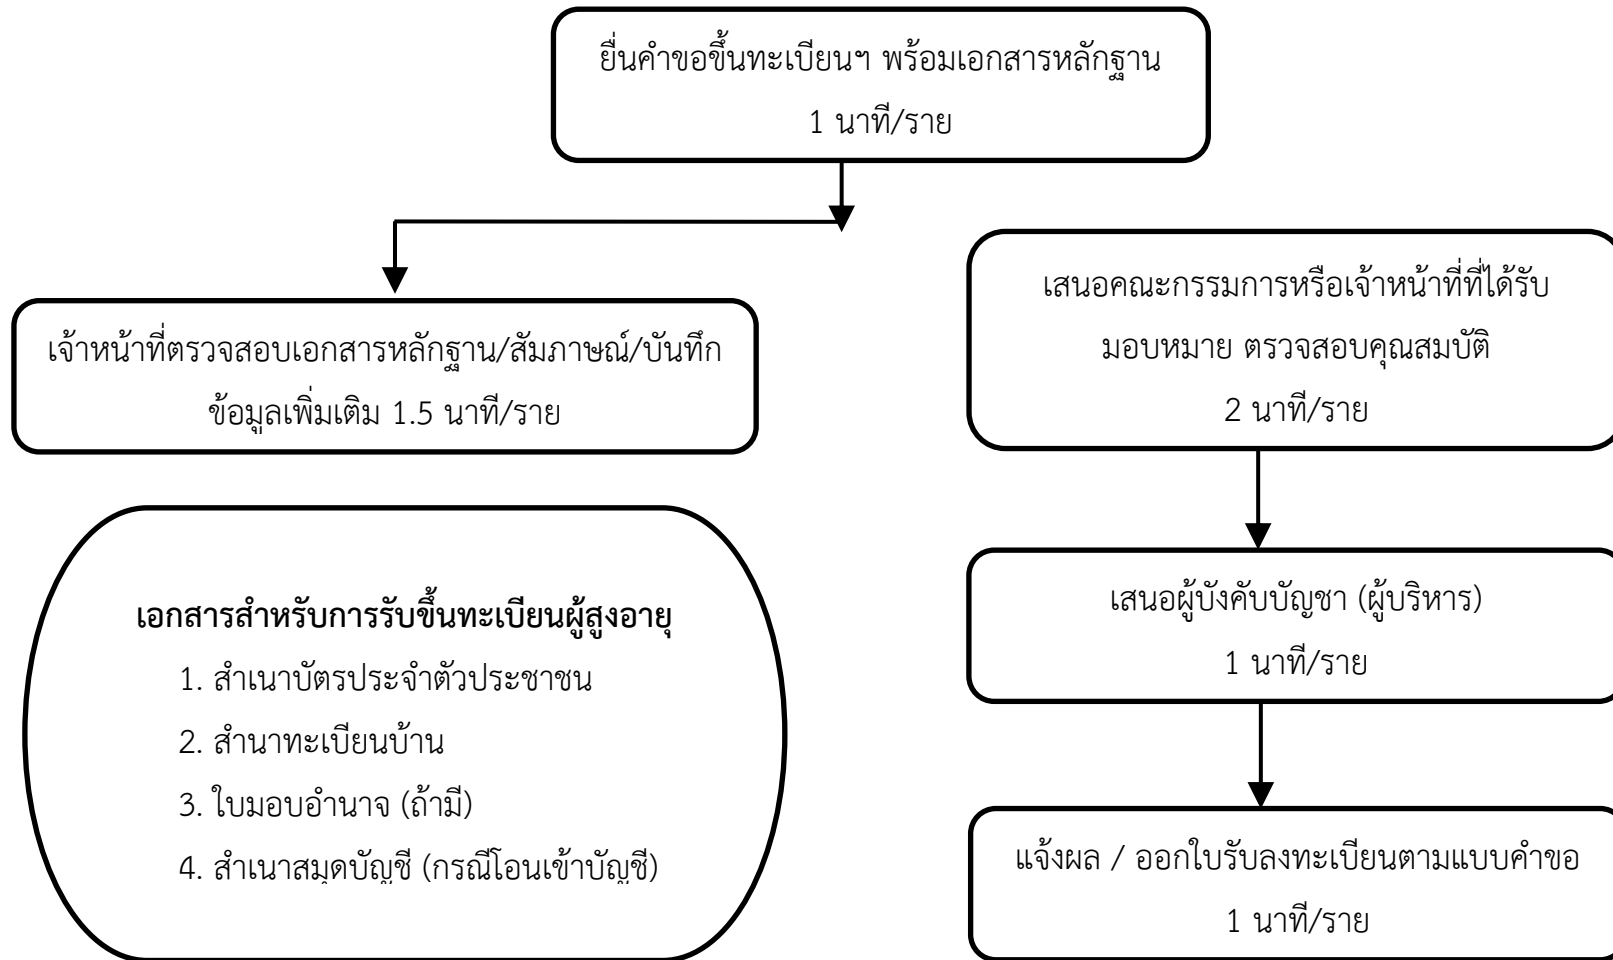 ยื่นคำขอขึ้นทะเบียนฯ พร้อมเอกสารหลักฐาน
1 นาที/ราย
เจ้าหน้าที่ตรวจสอบเอกสารหลักฐาน/สัมภาษณ์/บันทึก
ข้อมูลเพิ่มเติม 1.5 นาที/ราย
เสนอคณะกรรมการหรือเจ้าหน้าที่ที่ได้รับ
มอบหมาย ตรวจสอบคุณสมบัติ
2 นาที/ราย
เสนอผู้บังคับบัญชา (ผู้บริหาร)
1 นาที/ราย
แจ้งผล / ออกใบรับลงทะเบียนตามแบบคำขอ
1 นาที/ราย
เอกสารสำหรับการรับขึ้นทะเบียนผู้สูงอายุ
1. สำเนาบัตรประจำตัวประชาชน
2. สำนาทะเบียนบ้าน
3. ใบมอบอำนาจ (ถ้ามี)
4. สำเนาสมุดบัญชี (กรณีโอนเข้าบัญชี)